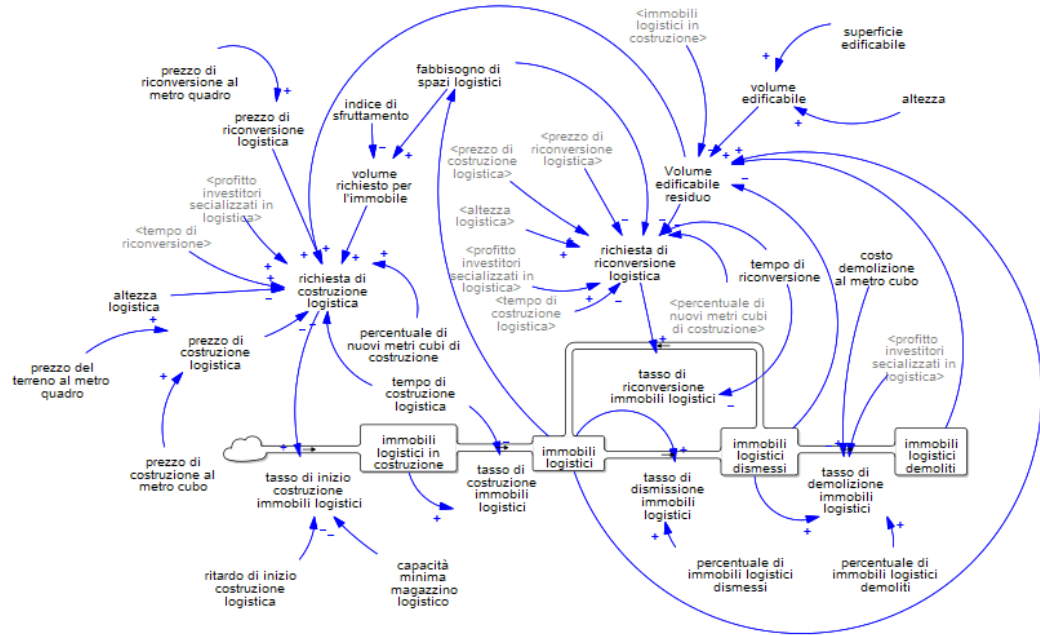 <immobili
logistici in
costruzione>
superficie
edificabile
prezzo di
riconversione al
metro quadro
fabbisogno di
spazi logistici
volume
edificabile
altezza
indice di
sfruttamento
prezzo di
riconversione
logistica
<prezzo di
costruzione
logistica>
<prezzo di
riconversione
logistica>
volume
richiesto per
l'immobile
Volume
edificabile
residuo
<profitto
investitori
secializzati in
logistica>
<altezza
logistica>
<tempo di
riconversione>
<profitto
investitori
secializzati in
logistica>
richiesta di
riconversione
logistica
tempo di
riconversione
costo
demolizione
al metro cubo
richiesta di
costruzione
logistica
altezza
logistica
<tempo di
costruzione
logistica>
<percentuale di
nuovi metri cubi
di costruzione>
prezzo di
costruzione
logistica
percentuale di
nuovi metri cubi di
costruzione
<profitto
investitori
secializzati in
logistica>
prezzo del
terreno al metro
quadro
tempo di
costruzione
logistica
tasso di
riconversione
immobili logistici
immobili
logistici in
costruzione
immobili
logistici
immobili
logistici
dismessi
immobili
logistici
demoliti
prezzo di
costruzione al
metro cubo
tasso di inizio
costruzione
immobili logistici
tasso di
costruzione
immobili
logistici
tasso di
dismissione
immobili
logistici
tasso di
demolizione
immobili
logistici
ritardo di inizio
costruzione
logistica
capacità
minima
magazzino
logistico
percentuale di
immobili logistici
dismessi
percentuale di
immobili logistici
demoliti